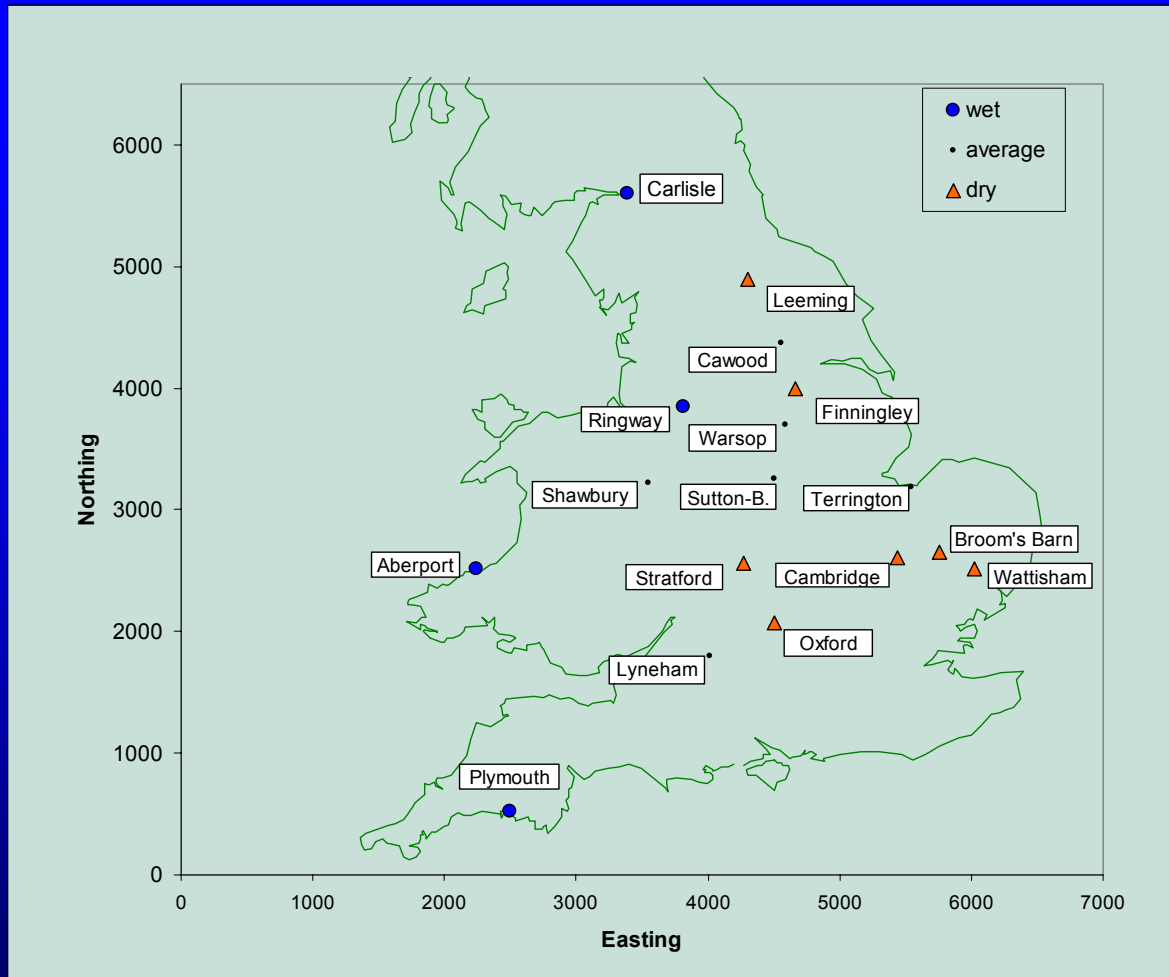 wet
average
dry
6000
5000
4000
3000
2000
1000
0
Northing
Carlisle
Leeming
Cawood
Finningley
Ringway
Warsop
Shawbury
Sutton-B.
Terrington
Broom's Barn
Aberport
Stratford
Cambridge
Wattisham
Oxford
Lyneham
Plymouth
0 1000 2000 3000 4000 5000 6000 7000
Easting